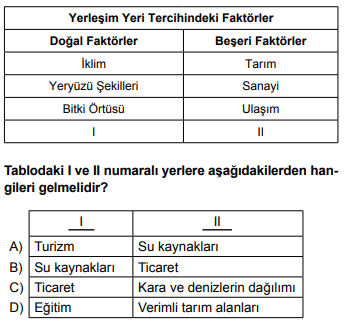 Yerleşim Yeri Tercihindeki Faktörler
Doğal Faktörler Beşeri Faktörler
İklim Tarım
Yeryüzü Şekilleri Sanayi
Bitki Örtüsü Ulaşım
I II
Tablodaki I ve II numaralı yerlere aşağıdakilerden han-
gileri gelmelidir?
I II
A) Turizm Su kaynakları
B) Su kaynakları Ticaret
C) Ticaret Kara ve denizlerin dağılımı
D) Eğitim Verimli tarım alanları